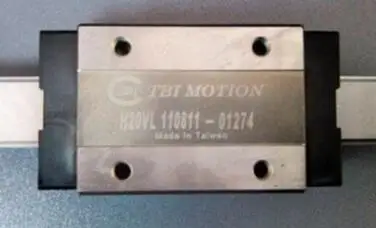 TBI MOTION
H20VL 110811-01274
Made in Taiwan